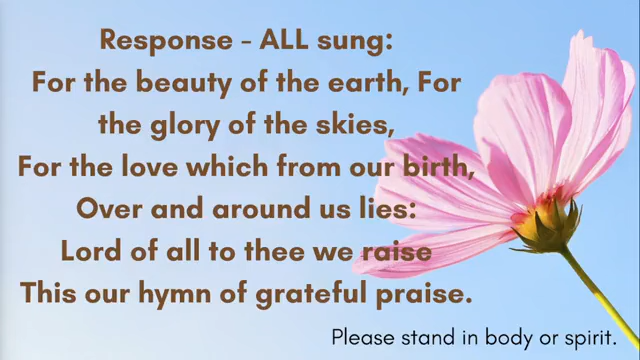 Response - ALL sung:
For the beauty of the earth, For
the glory of the skies,
For the love which from our birth,
Over and around us lies:
Lord of all to thee we raise
This our hymn of grateful praise.
Please stand in body or spirit.